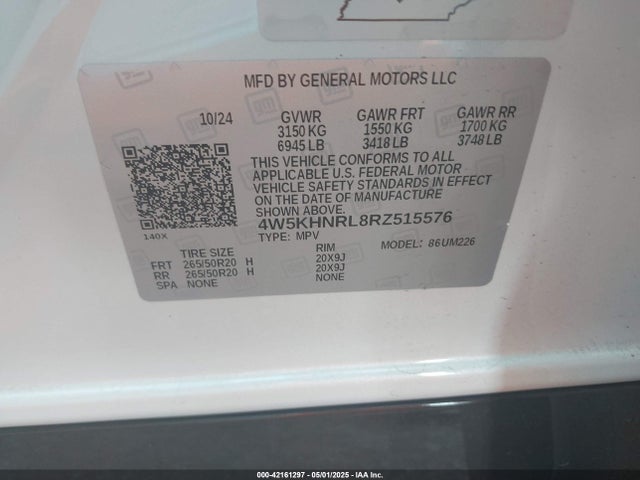 MFD BY GENERAL MOTORS LLC
10/24 GVWR GAWR FRT GAWR RR
3150 KG 1550 KG 1700 KG
6945 LB 3418 LB 3748 LB
THIS VEHICLE CONFORMS TO ALL
APPLICABLE U.S. FEDERAL MOTOR
VEHICLE SAFETY STANDARDS IN EFFECT
ON THE DATE OF MANUFACTURE
SHOWN ABOVE.
4W5KHNRL8RZ515576
140X
TYPE: MPV MODEL: 86UM226
TIRE SIZE RIM
FRT 265/50R20 H 20X9J
RR 265/50R20 H 20X9J
SPA NONE NONE
000-42161297 - 05/01/2025 - IAA Inc.